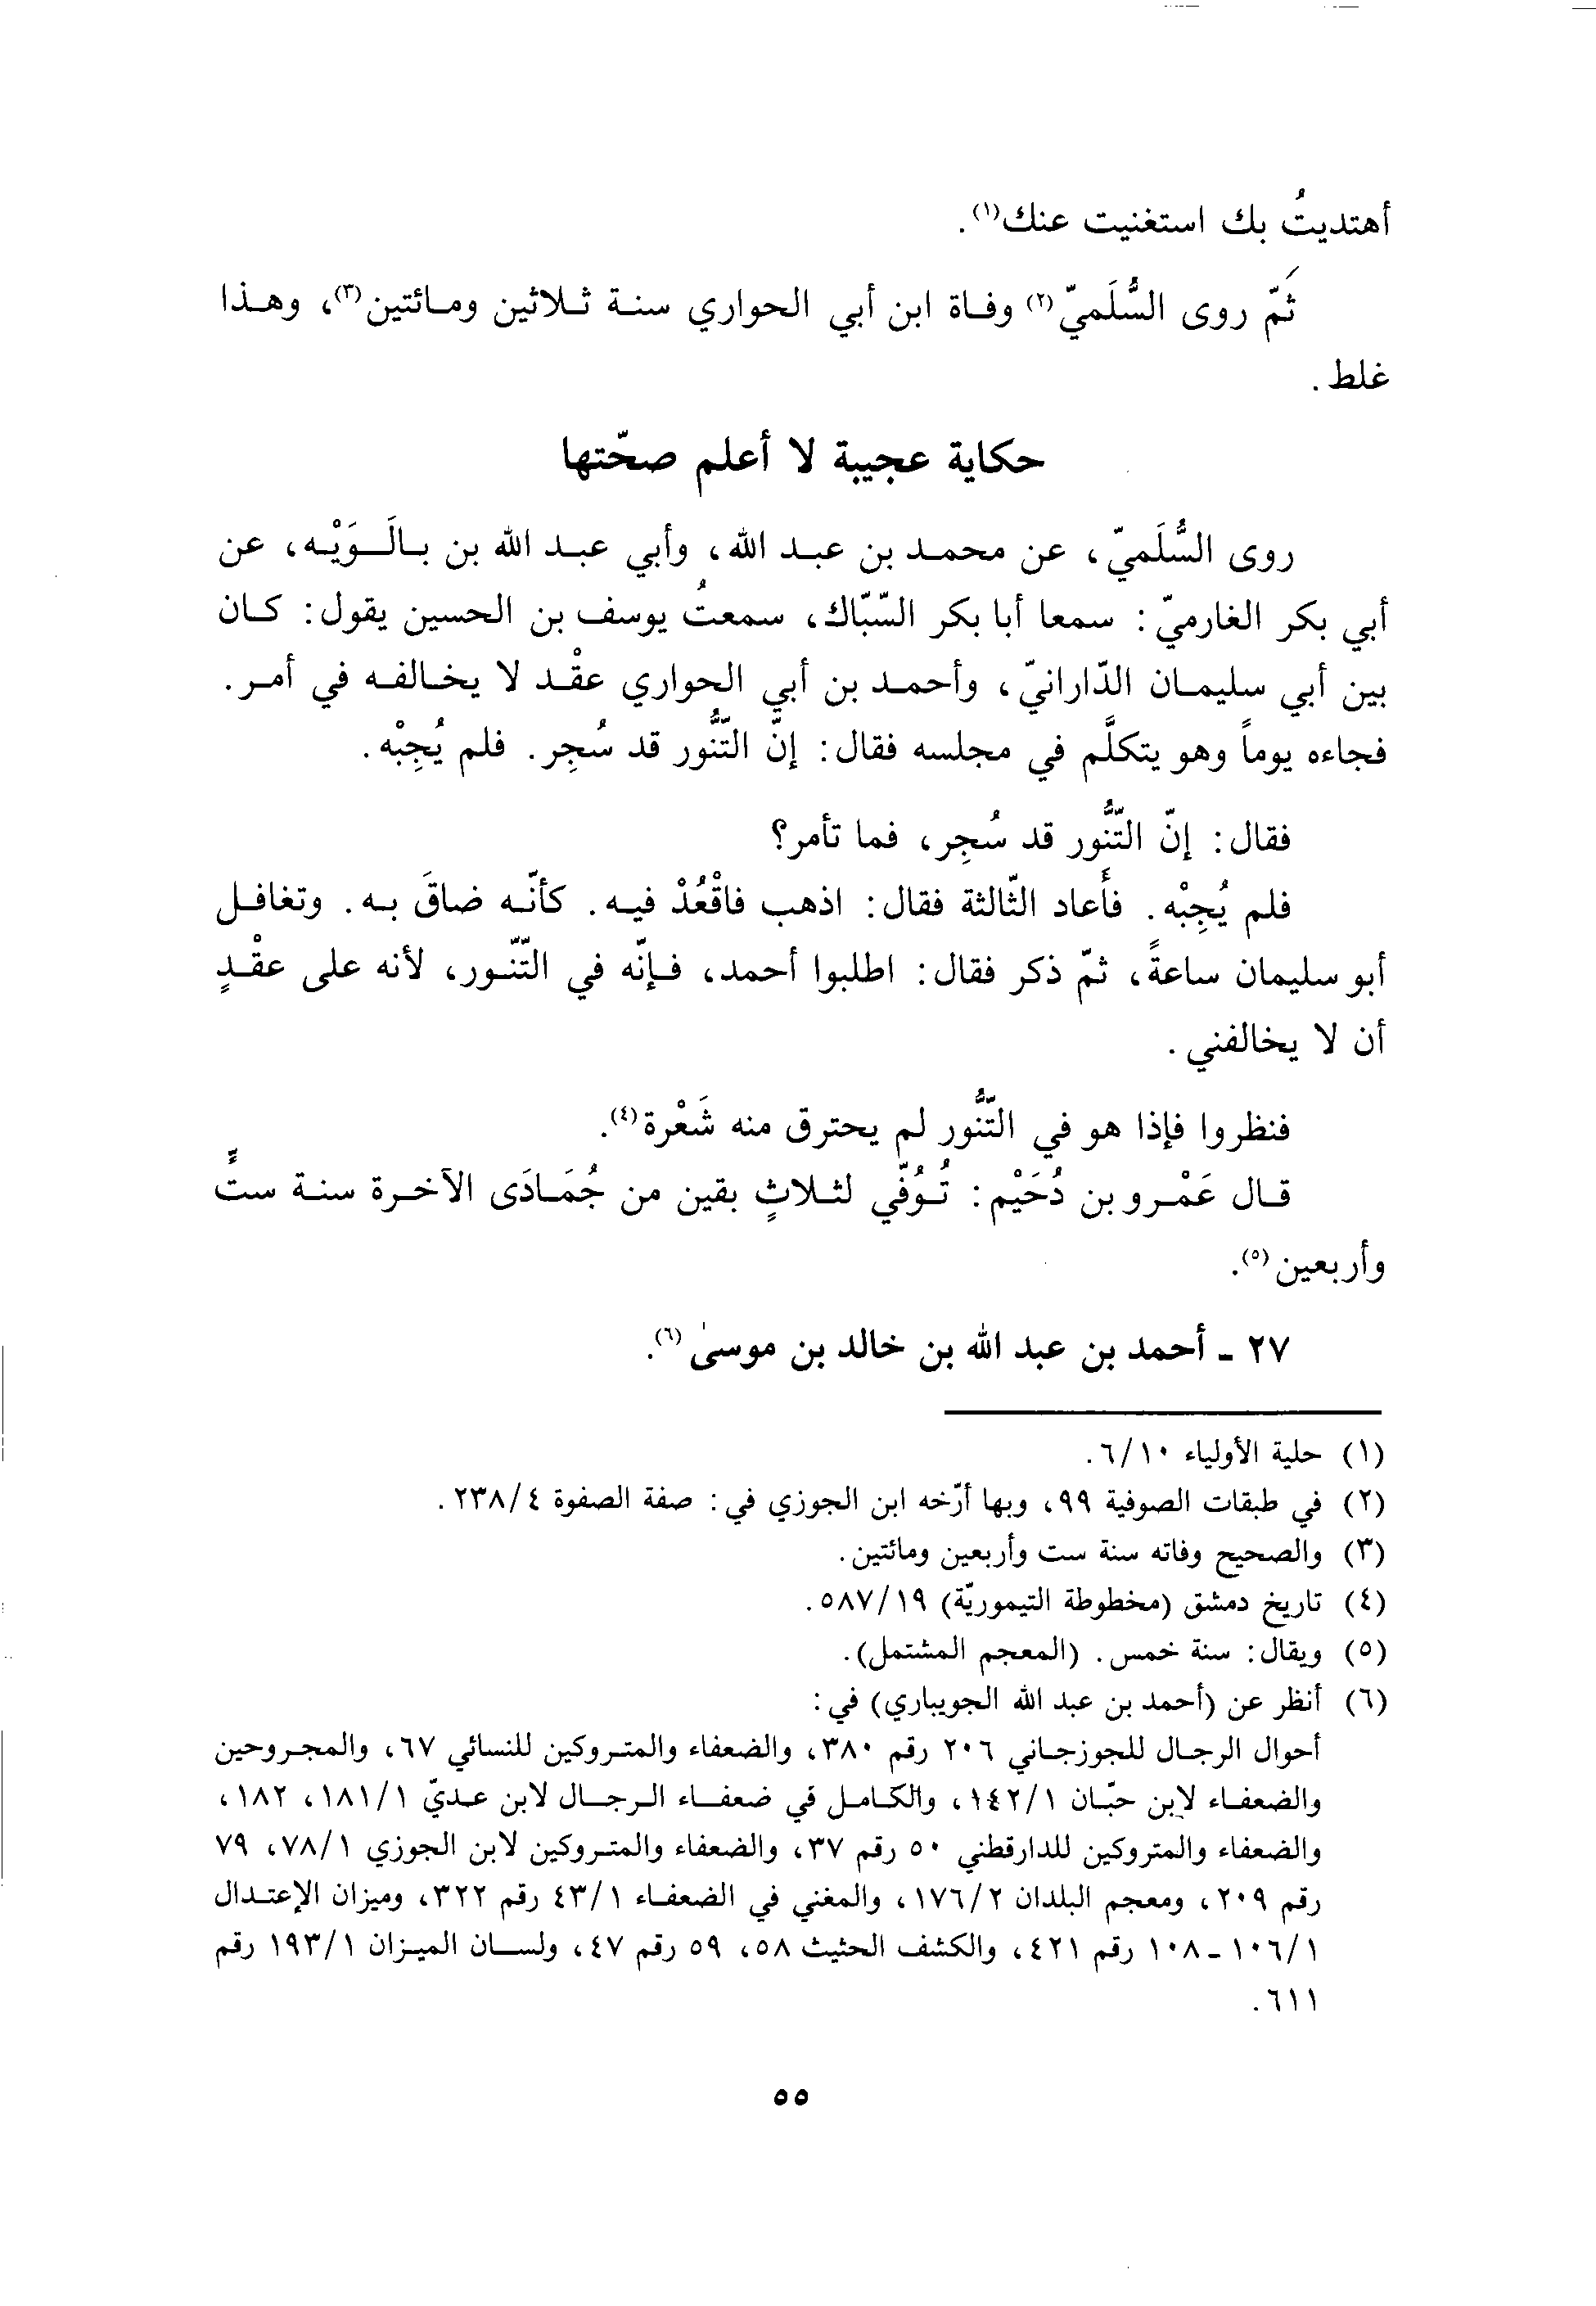 أهتديتُ بك استغنيت عنك(١).
ثَمّ روى السُّلَميّ(٢) وفاة ابن أبي الحواري سنة ثلاثين ومائتين(٣)، وهذا
غلط.
حكاية عجيبة لا أعلم صحّتها
روى السُّلَميّ، عن محمد بن عبد الله، وأبي عبد الله بن بالَوَيْه، عن
أبي بكر الغارميّ: سمعا أبا بكر السّبّاك، سمعتُ يوسف بن الحسين يقول: كان
بين أبي سليمان الدّارانيّ، وأحمد بن أبي الحواري عقْد لا يخالفه في أمر.
فجاءه يوماً وهو يتكلَّم في مجلسه فقال: إنّ التّنُّور قد سُجِر. فلم يُجِبْه.
فقال: إنّ التّنُّور قد سُجِر، فما تأمر؟
فلم يُجِبْه. فأعاد الثّالثة فقال: اذهب فاقْعُدْ فيه. كأنّه ضاقَ به. وتغافل
أبو سليمان ساعةً، ثمّ ذكر فقال: اطلبوا أحمد، فإنّه في التّنّور، لأنه على عقْدٍ
أن لا يخالفني.
فنظروا فإذا هو في التّنُّور لم يحترق منه شَعْرة(٤).
قال عَمْرو بن دُحَيْم: تُوُفّي لثلاثٍ بقين من جُمَادَى الآخرة سنة ستٍّ
وأربعين(٥).
٢٧ - أحمد بن عبد الله بن خالد بن موسىٰ(٦).
(١) حلية الأولياء ٦/١٠.
(٢) في طبقات الصوفية ٩٩، وبها أرّخه ابن الجوزي في: صفة الصفوة ٢٣٨/٤.
(٣) والصحيح وفاته سنة ست وأربعين ومائتين.
(٤) تاريخ دمشق (مخطوطة التيموريّة) ٥٨٧/١٩.
(٥) ويقال: سنة خمس. (المعجم المشتمل).
(٦) أنظر عن (أحمد بن عبد الله الجويباري) في:
أحوال الرجال للجوزجاني ٢٠٦ رقم ٣٨٠، والضعفاء والمتروكين للنسائي ٦٧، والمجروحين
والضعفاء لابن حبّان ١٤٢/١، والكامل في ضعفاء الرجال لابن عديّ ١٨١/١، ١٨٢،
والضعفاء والمتروكين للدارقطني ٥٠ رقم ٣٧، والضعفاء والمتروكين لابن الجوزي ٧٨/١، ٧٩
رقم ٢٠٩، ومعجم البلدان ١٧٦/٢، والمغني في الضعفاء ٤٣/١ رقم ٣٢٢، وميزان الإعتدال
١٠٦/١ - ١٠٨ رقم ٤٢١، والكشف الحثيث ٥٨، ٥٩ رقم ٤٧، ولسان الميزان ١٩٣/١ رقم
٦١١.
٥٥